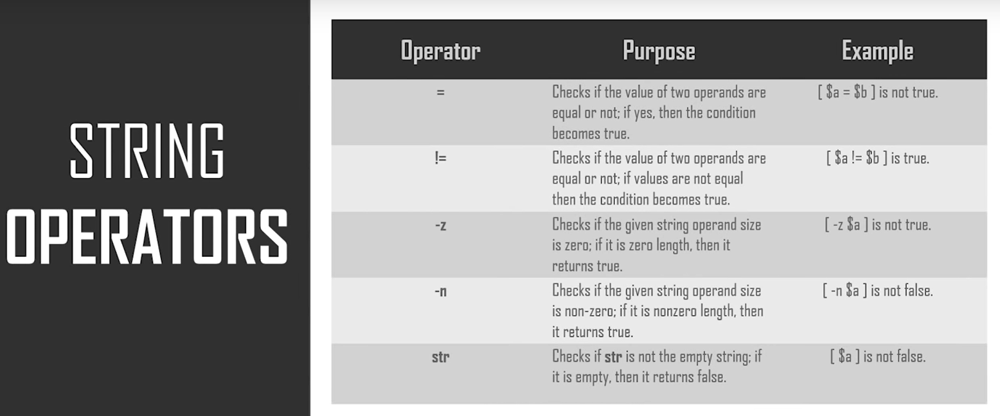 STRING
OPERATORS
Operator Purpose Example
= Checks if the value of two operands are [ $a = $b ] is not true.
equal or not; if yes, then the condition
becomes true.
!= Checks if the value of two operands are [ $a != $b ] is true.
equal or not; if values are not equal
then the condition becomes true.
-z Checks if the given string operand size [ -z $a ] is not true.
is zero; if it is zero length, then it
returns true.
-n Checks if the given string operand size [ -n $a ] is not false.
is non-zero; if it is nonzero length, then
it returns true.
str Checks if str is not the empty string; if [ $a ] is not false.
it is empty, then it returns false.